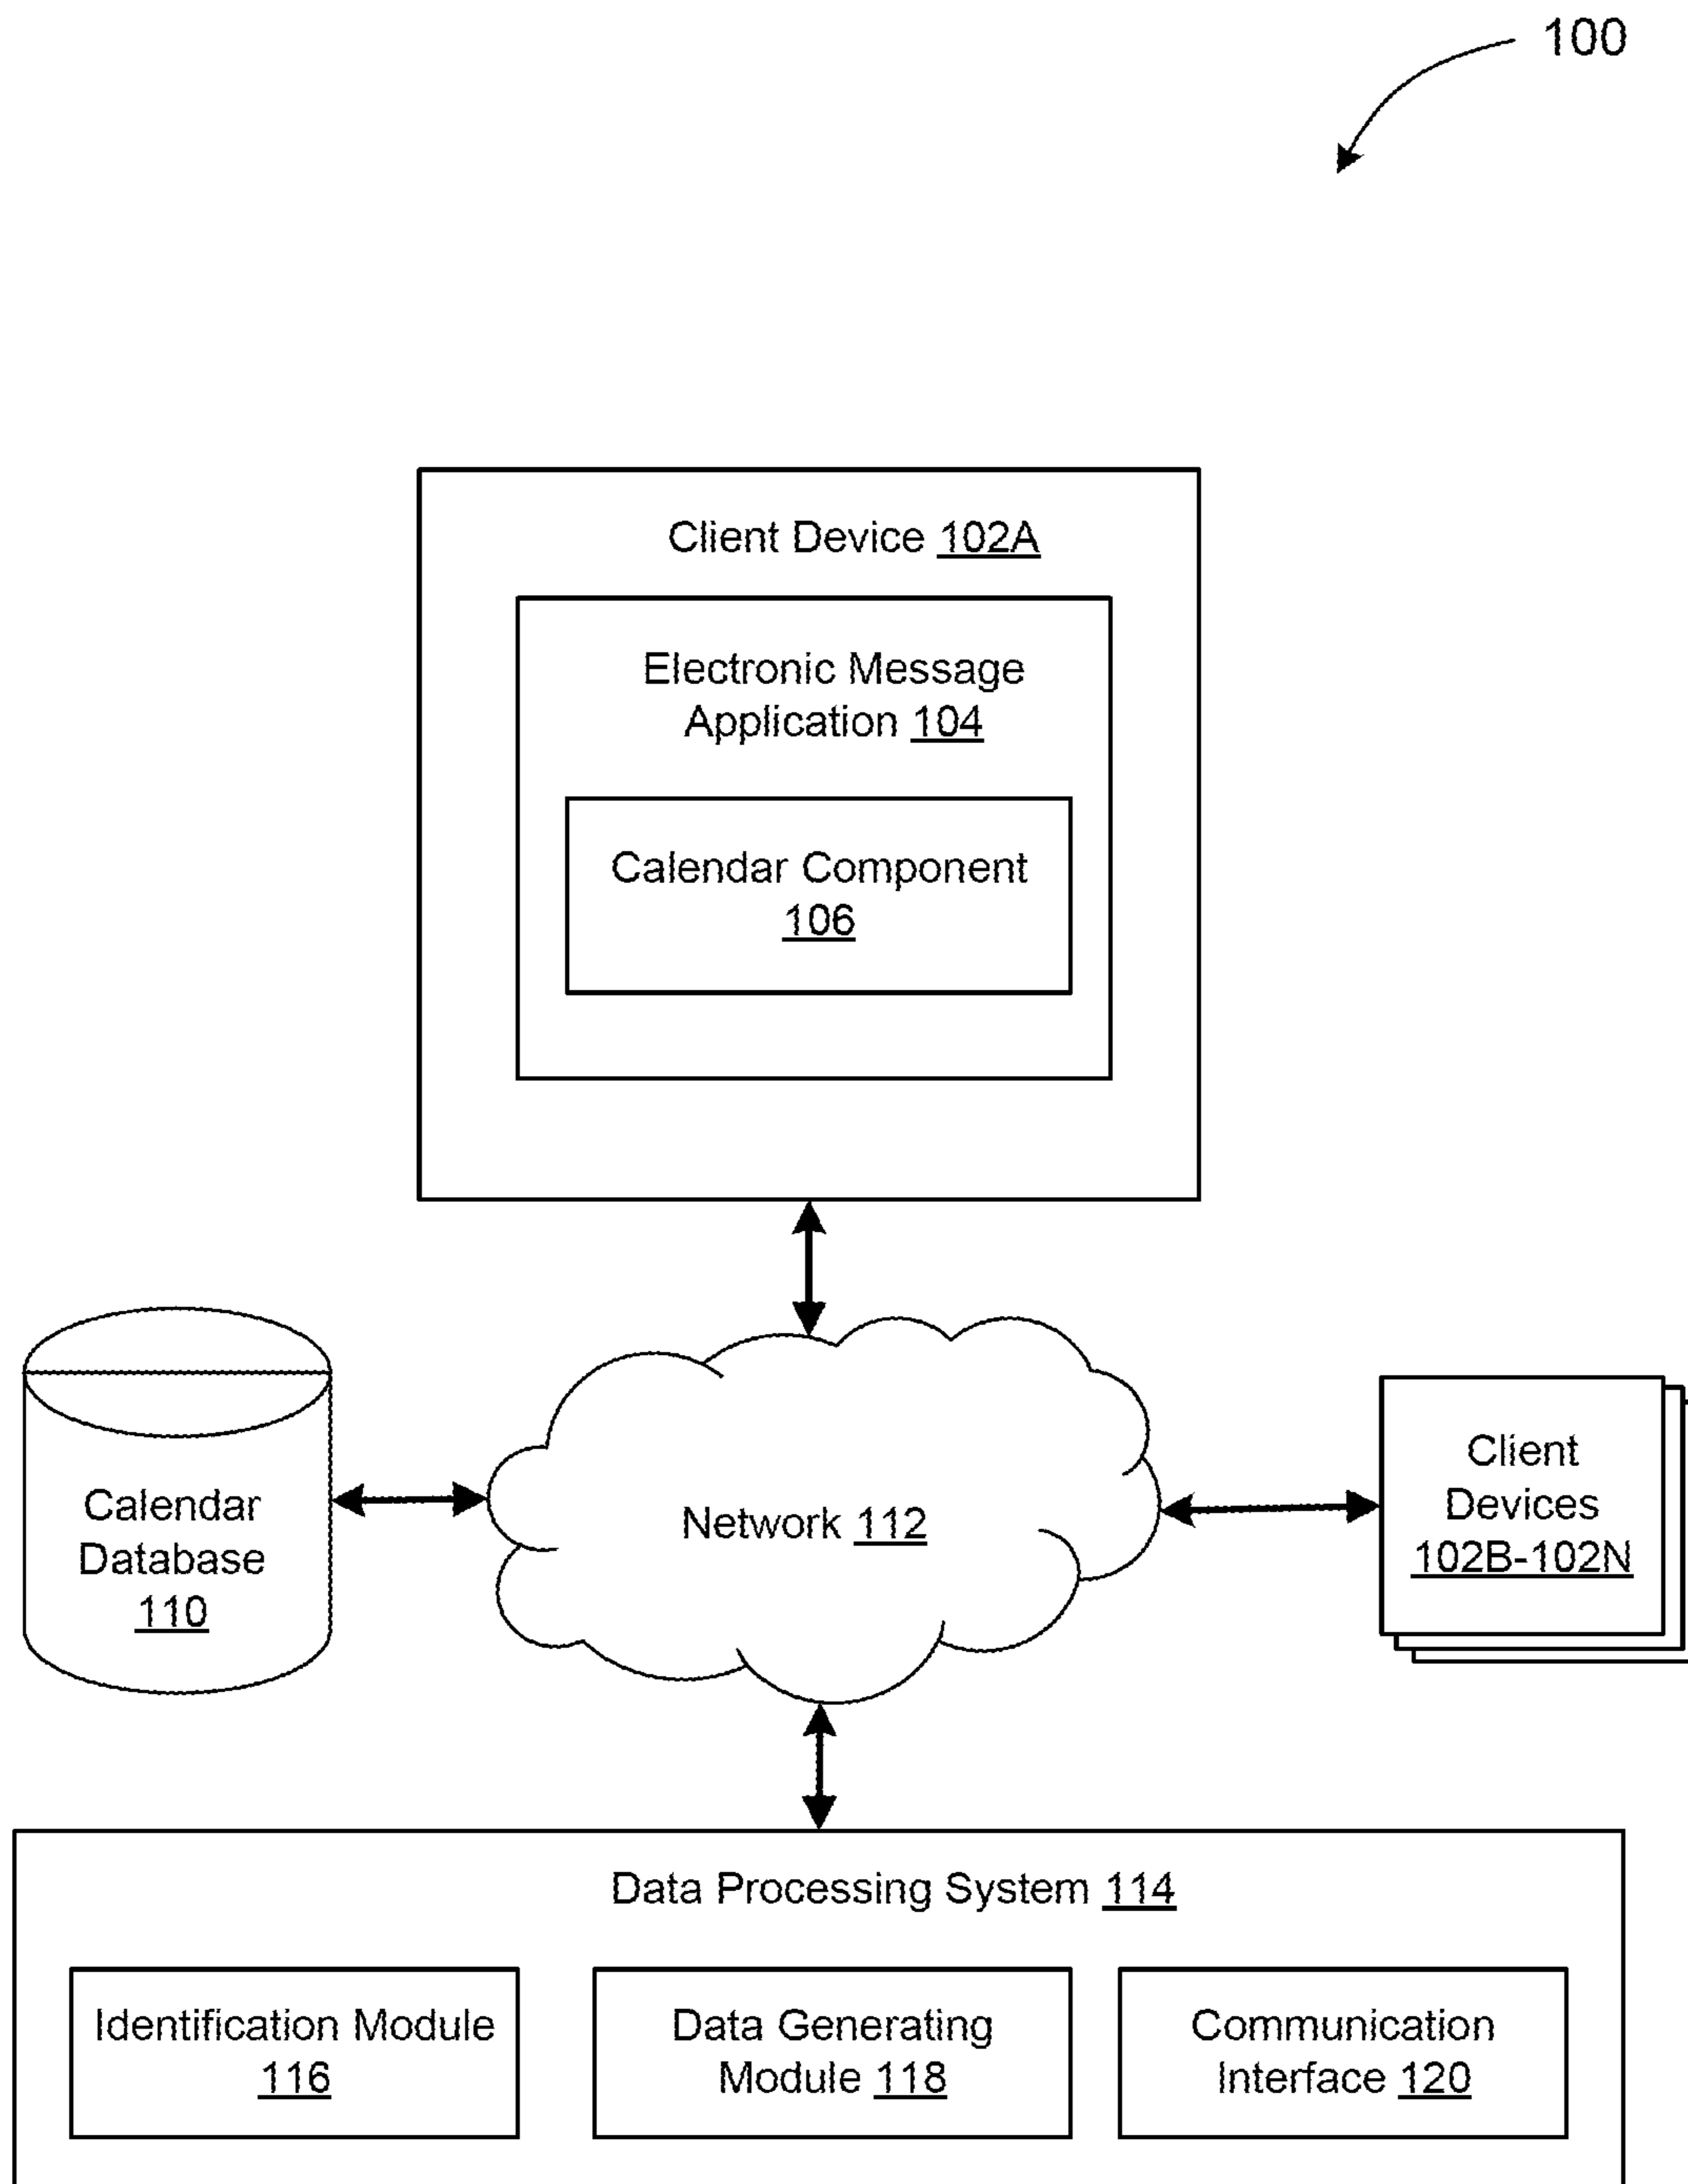 100
Client Device 102A
Electronic Message
Application 104
Calendar Component
106
Calendar
Database
110
Network 112
Client
Devices
102B-102N
Data Processing System 114
Identification Module
116
Data Generating
Module 118
Communication
Interface 120